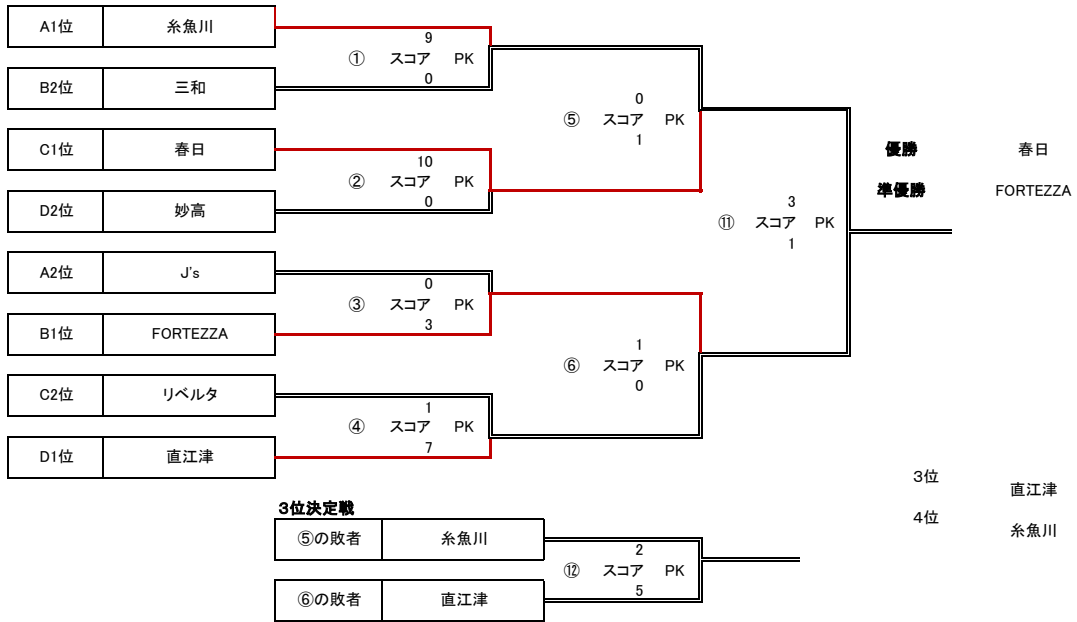 A1位 糸魚川
9
① スコア PK
0
B2位 三和
0
⑤ スコア PK
1
C1位 春日
優勝 春日
10
② スコア PK
0
準優勝 FORTEZZA
D2位 妙高
3
⑪ スコア PK
1
A2位 J's
0
③ スコア PK
3
B1位 FORTEZZA
1
⑥ スコア PK
0
C2位 リベルタ
1
④ スコア PK
7
D1位 直江津
3位 直江津
4位 糸魚川
3位決定戦
⑤の敗者 糸魚川
2
⑫ スコア PK
5
⑥の敗者 直江津